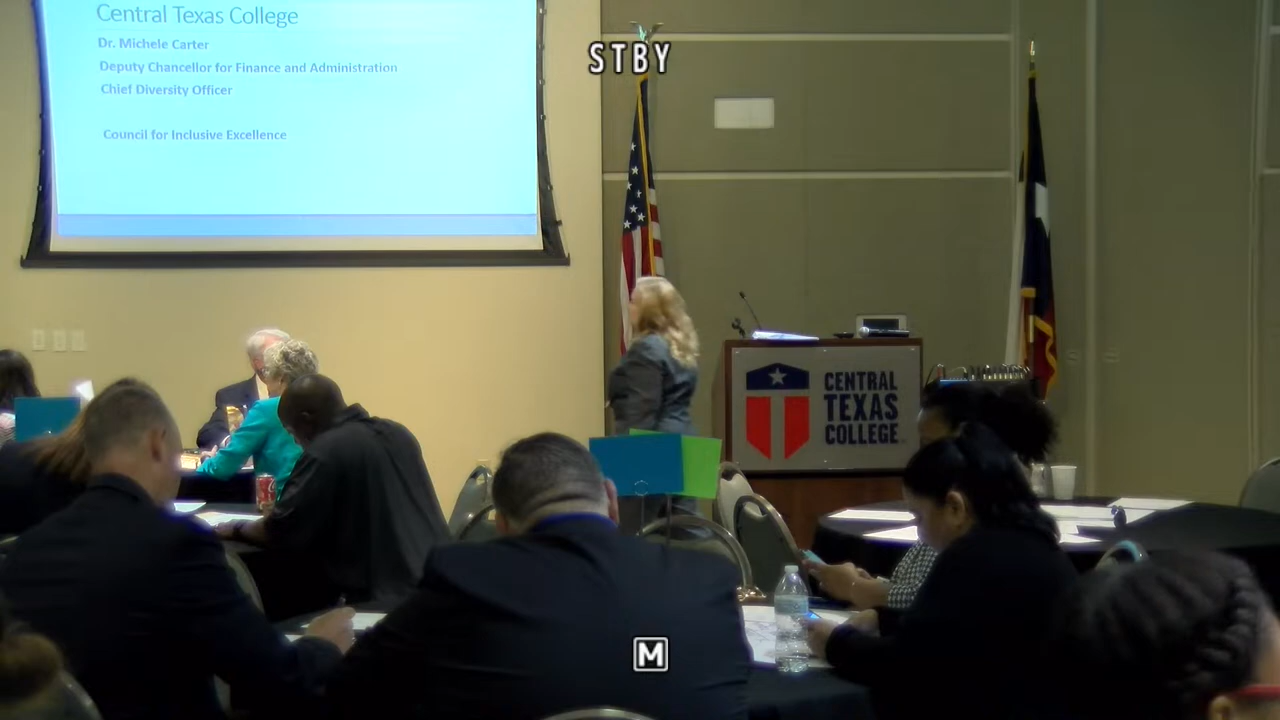 Central Texas College
Dr. Michele Carter
Deputy Chancellor for Finance and Administration
Chief Diversity Officer
Council for Inclusive Excellence
STBY
CENTRAL
TEXAS
COLLEGE
M